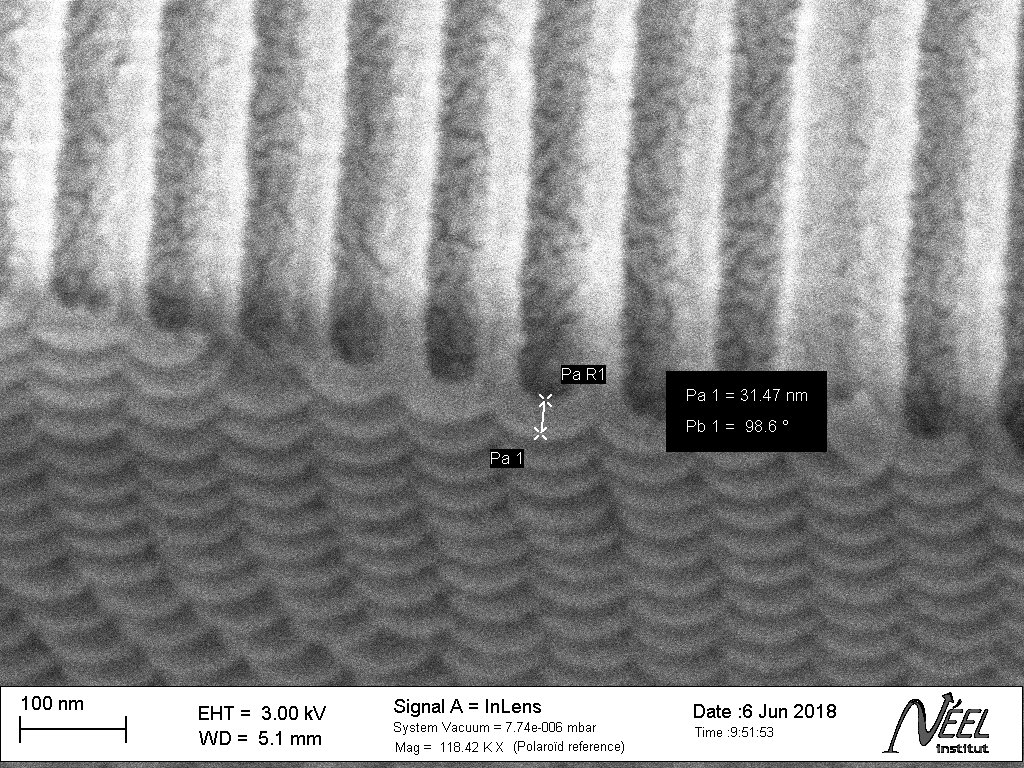 Pa R1
Pa 1 = 31.47 nm
Pb 1 = 98.6 °
Pa 1
100 nm
EHT = 3.00 kV
WD = 5.1 mm
Signal A = InLens
System Vacuum = 7.74e-006 mbar
Mag = 118.42 K X (Polaroïd reference)
Date :6 Jun 2018
Time :9:51:53
NÉEL
institut